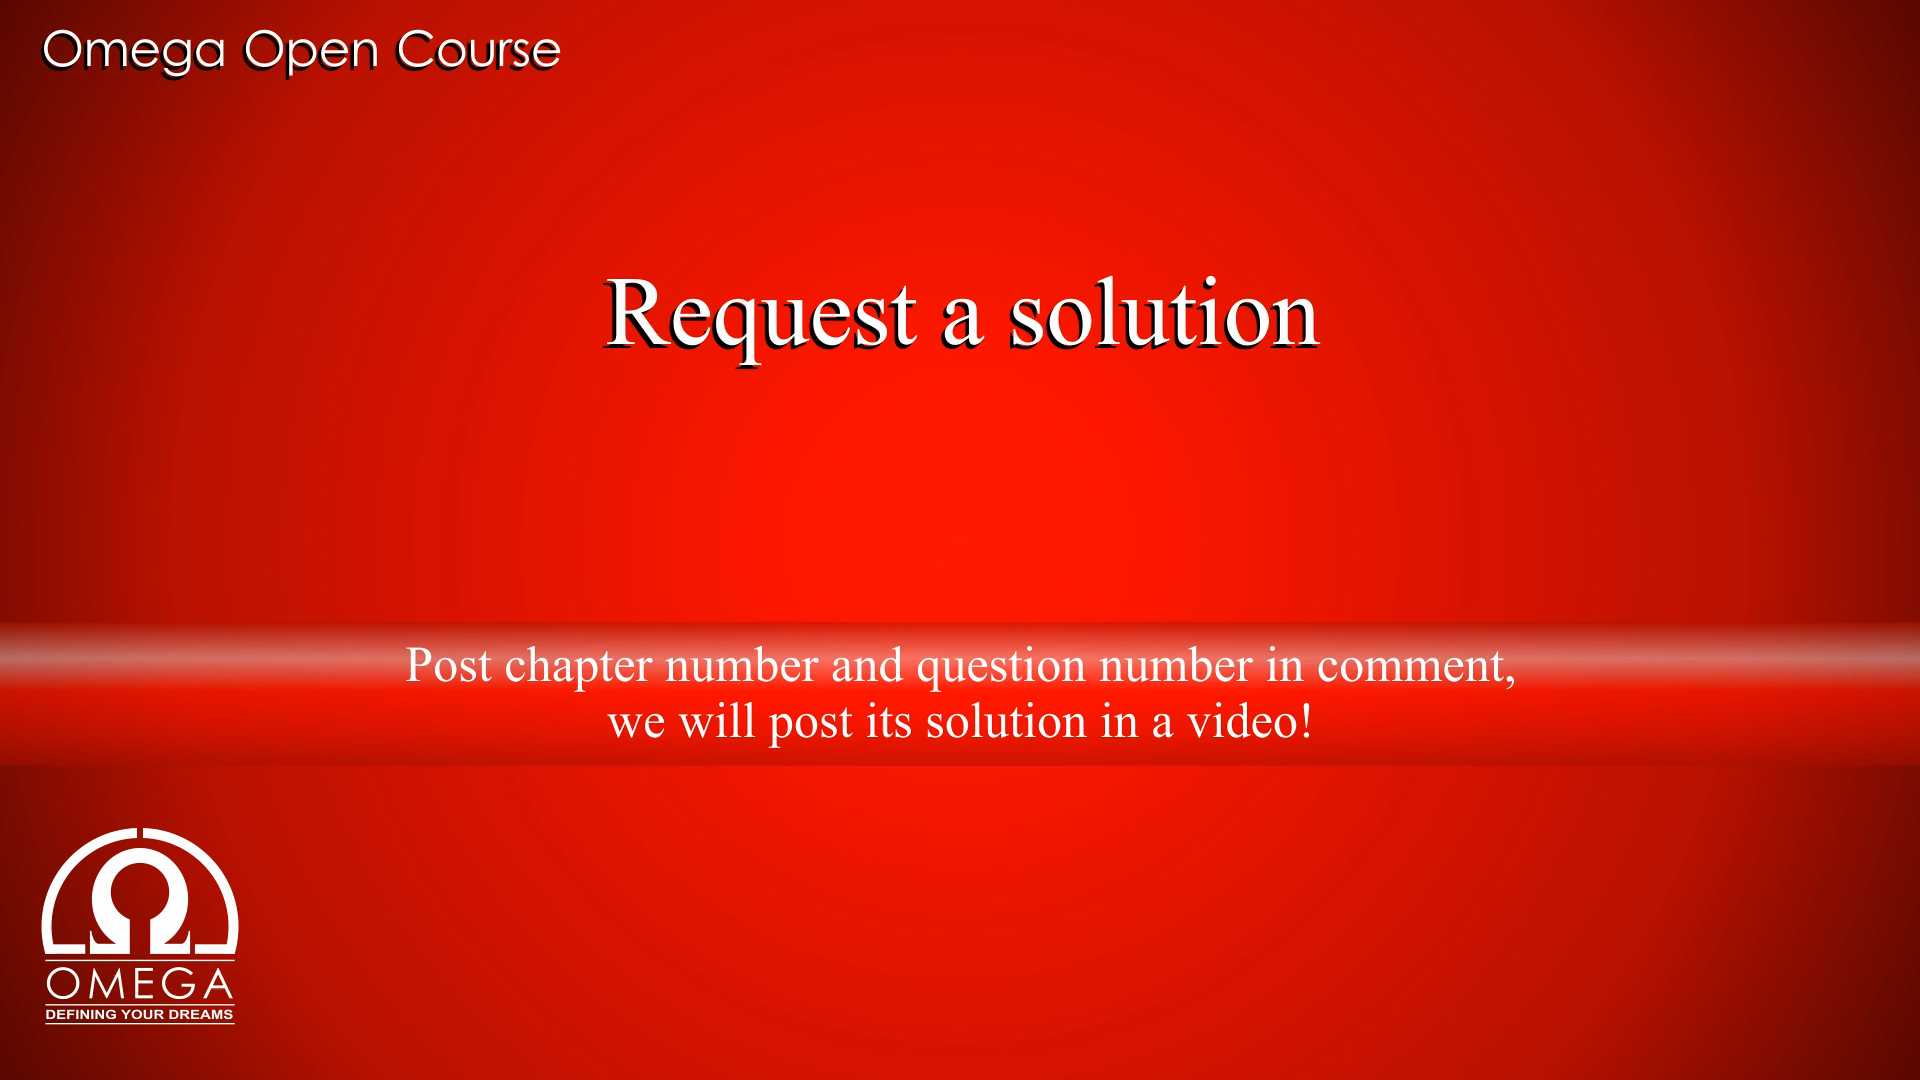 Omega Open Course
Request a solution
Post chapter number and question number in comment,
we will post its solution in a video!
OMEGA
DEFINING YOUR DREAMS